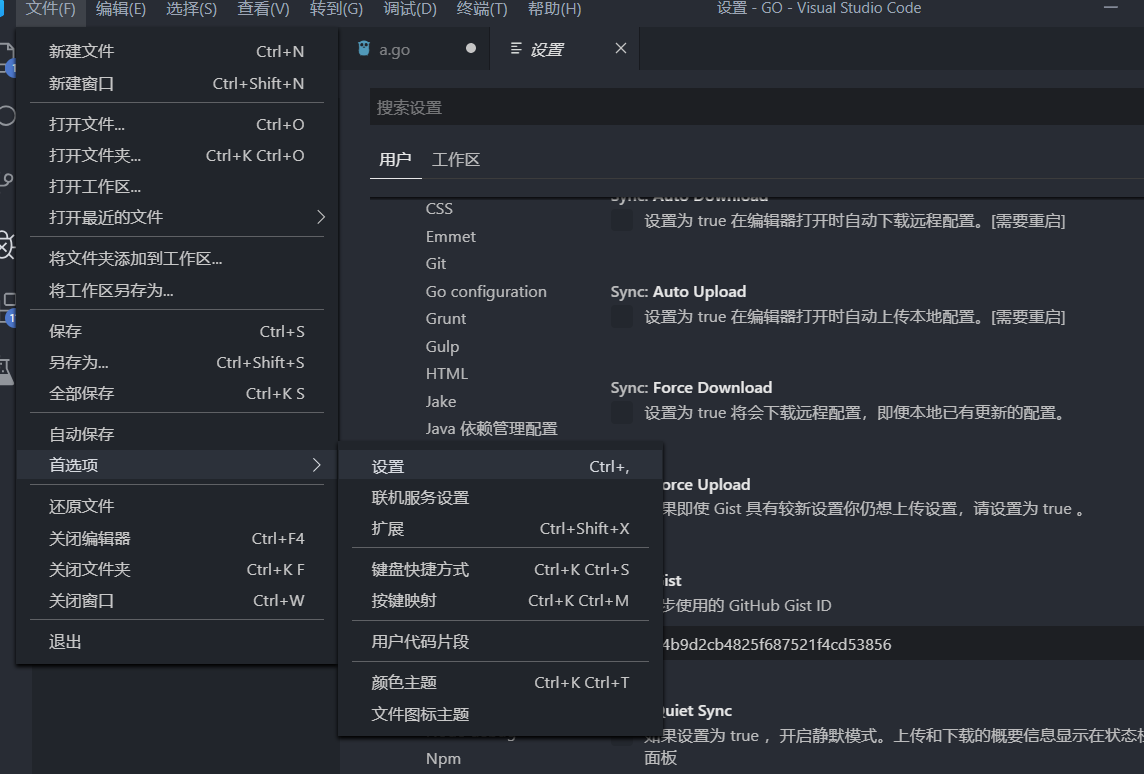 文件(F) 编辑(E) 选择(S) 查看(V) 转到(G) 调试(D) 终端(T) 帮助(H) 设置 - GO - Visual Studio Code
新建文件 Ctrl+N
新建窗口 Ctrl+Shift+N
打开文件... Ctrl+O
打开文件夹... Ctrl+K Ctrl+O
打开工作区...
打开最近的文件
将文件夹添加到工作区...
将工作区另存为...
保存 Ctrl+S
另存为... Ctrl+Shift+S
全部保存 Ctrl+K S
自动保存
首选项
还原文件
关闭编辑器 Ctrl+F4
关闭文件夹 Ctrl+K F
关闭窗口 Ctrl+W
退出
设置 Ctrl+,
联机服务设置
扩展 Ctrl+Shift+X
键盘快捷方式 Ctrl+K Ctrl+S
按键映射 Ctrl+K Ctrl+M
用户代码片段
颜色主题 Ctrl+K Ctrl+T
文件图标主题
a.go
设置
搜索设置
用户 工作区
CSS
Emmet
Git
Go configuration
Grunt
Gulp
HTML
Jake
Java 依赖管理配置
Npm
Sync: Auto Download
设置为 true 在编辑器打开时自动下载远程配置。[需要重启]
Sync: Auto Upload
设置为 true 在编辑器打开时自动上传本地配置。[需要重启]
Sync: Force Download
设置为 true 将会下载远程配置，即便本地已有更新的配置。
orce Upload
果即使 Gist 具有较新设置你仍想上传设置，请设置为 true 。
ist
步使用的 GitHub Gist ID
4b9d2cb4825f687521f4cd53856
uiet Sync
如果设置为 true ，开启静默模式。上传和下载的概要信息显示在状态栏
面板